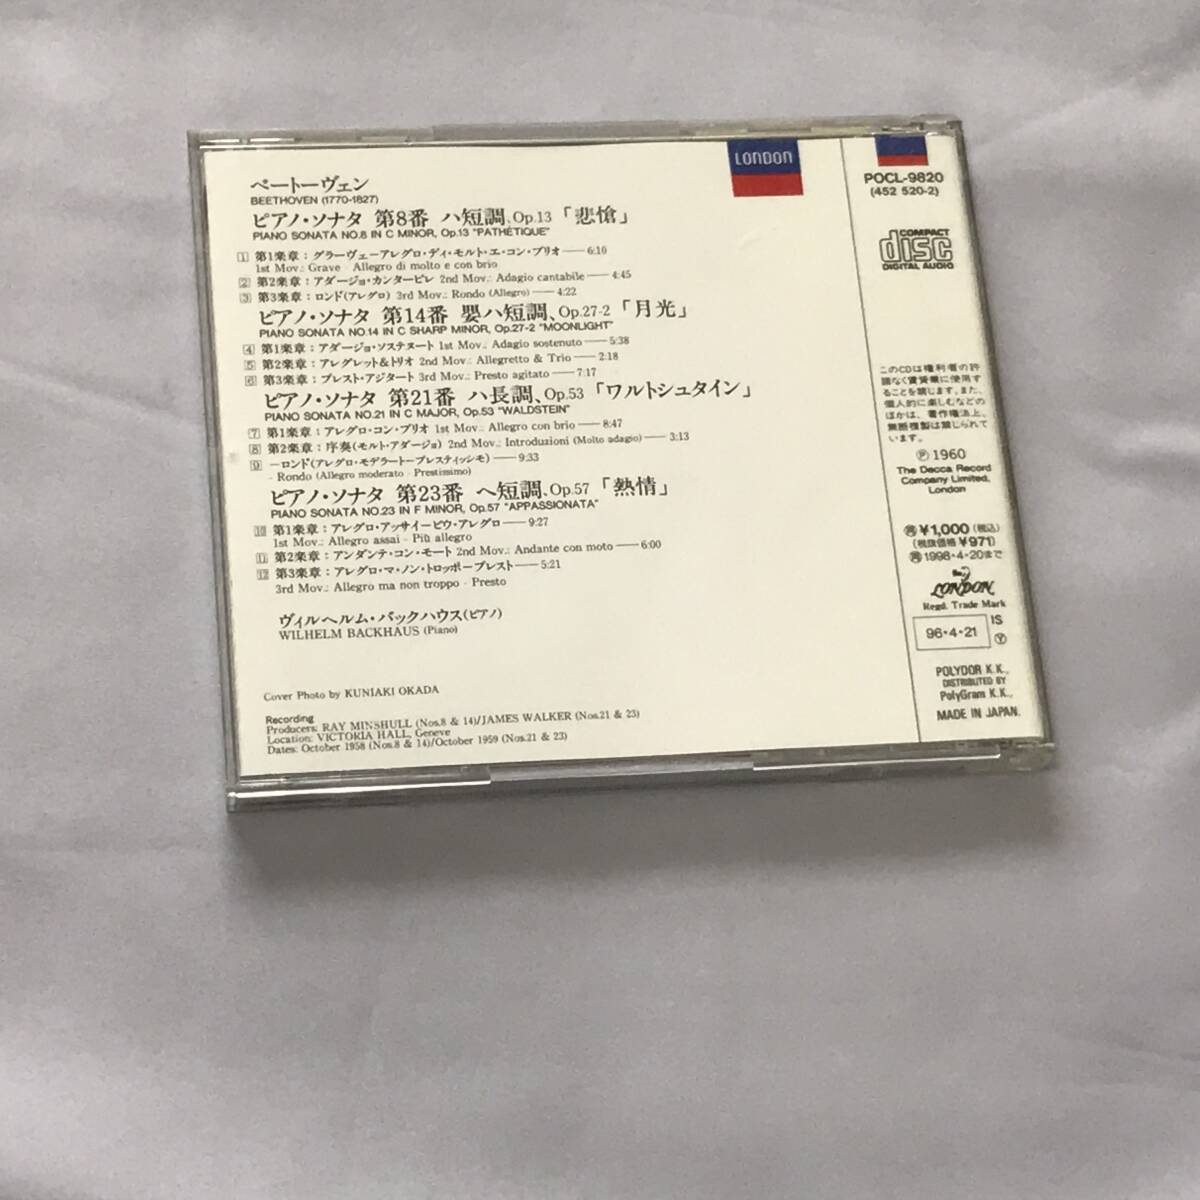 ベートーヴェン
BEETHOVEN (1770-1827)
ピアノ・ソナタ 第8番 ハ短調、Op.13「悲愴」
PIANO SONATA NO.8 IN C MINOR, Op.13 "PATHÉTIQUE"
1 第1楽章：グラーヴェーアレグロ・ディ・モルト・エ・コン・ブリオ——6:10
1st Mov.: Grave - Allegro di molto e con brio
2 第2楽章：アダージョ・カンタービレ 2nd Mov.: Adagio cantabile——4:45
3 第3楽章：ロンド(アレグロ) 3rd Mov.: Rondo (Allegro)——4:22
ピアノ・ソナタ 第14番 嬰ハ短調、Op.27-2「月光」
PIANO SONATA NO.14 IN C SHARP MINOR, Op.27-2 "MOONLIGHT"
4 第1楽章：アダージョ・ソステヌート 1st Mov.: Adagio sostenuto——5:38
5 第2楽章：アレグレット&トリオ 2nd Mov.: Allegretto & Trio——2:18
6 第3楽章：プレスト・アジタート 3rd Mov.: Presto agitato——7:17
ピアノ・ソナタ 第21番 ハ長調、Op.53「ワルトシュタイン」
PIANO SONATA NO.21 IN C MAJOR, Op.53 "WALDSTEIN"
7 第1楽章：アレグロ・コン・ブリオ 1st Mov.: Allegro con brio——8:47
8 第2楽章：序奏(モルト・アダージョ) 2nd Mov.: Introduzioni (Molto adagio)——3:13
9 —ロンド(アレグロ・モデラートープレスティッシモ)——9:33
- Rondo (Allegro moderato - Prestissimo)
ピアノ・ソナタ 第23番 ヘ短調、Op.57「熱情」
PIANO SONATA NO.23 IN F MINOR, Op.57 "APPASSIONATA"
10 第1楽章：アレグロ・アッサイーピウ・アレグロ——9:27
1st Mov.: Allegro assai - Più allegro
11 第2楽章：アンダンテ・コン・モート 2nd Mov.: Andante con moto——6:00
12 第3楽章：アレグロ・マ・ノン・トロッポープレスト——5:21
3rd Mov.: Allegro ma non troppo - Presto
ヴィルヘルム・バックハウス(ピアノ)
WILHELM BACKHAUS (Piano)
Cover Photo by KUNIAKI OKADA
Recording
Producers: RAY MINSHULL (Nos.8 & 14)/JAMES WALKER (Nos.21 & 23)
Location: VICTORIA HALL, Geneve
Dates: October 1958 (Nos.8 & 14)/October 1959 (Nos.21 & 23)
LONDON
POCL-9820
(452 520-2)
COMPACT
disc
DIGITAL AUDIO
このCDは権利者の許
諾なく賃貸業に使用す
ることを禁じます。また、
個人的に楽しむなどの
ほかは、著作権法上、
無断複製は禁じられて
います。
Ⓟ 1960
The Decca Record
Company Limited,
London
¥1,000(税込)
(税抜価格 ¥971)
1998・4・20まで
LONDON
Regd. Trade Mark
96・4・21
IS
Ⓨ
POLYDOR K.K.,
DISTRIBUTED BY
PolyGram K.K.,
MADE IN JAPAN.